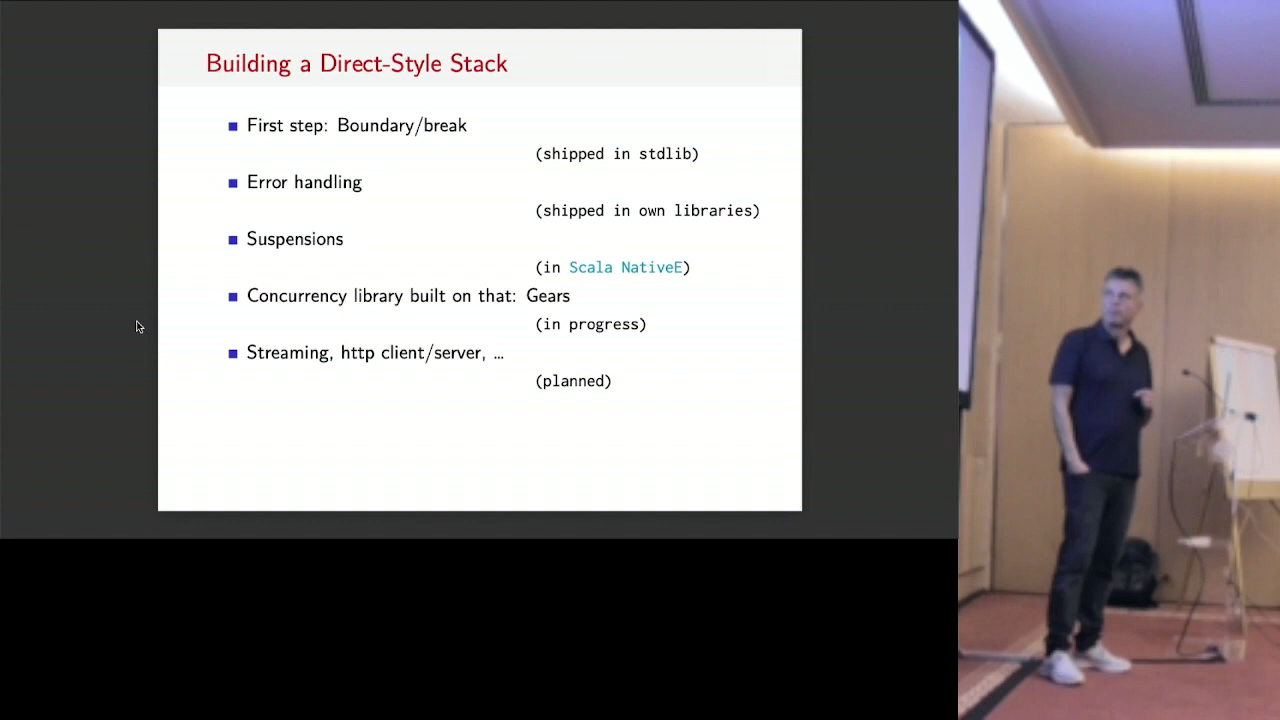 Building a Direct-Style Stack
First step: Boundary/break
(shipped in stdlib)
Error handling
(shipped in own libraries)
Suspensions
(in Scala NativeE)
Concurrency library built on that: Gears
(in progress)
Streaming, http client/server, …
(planned)